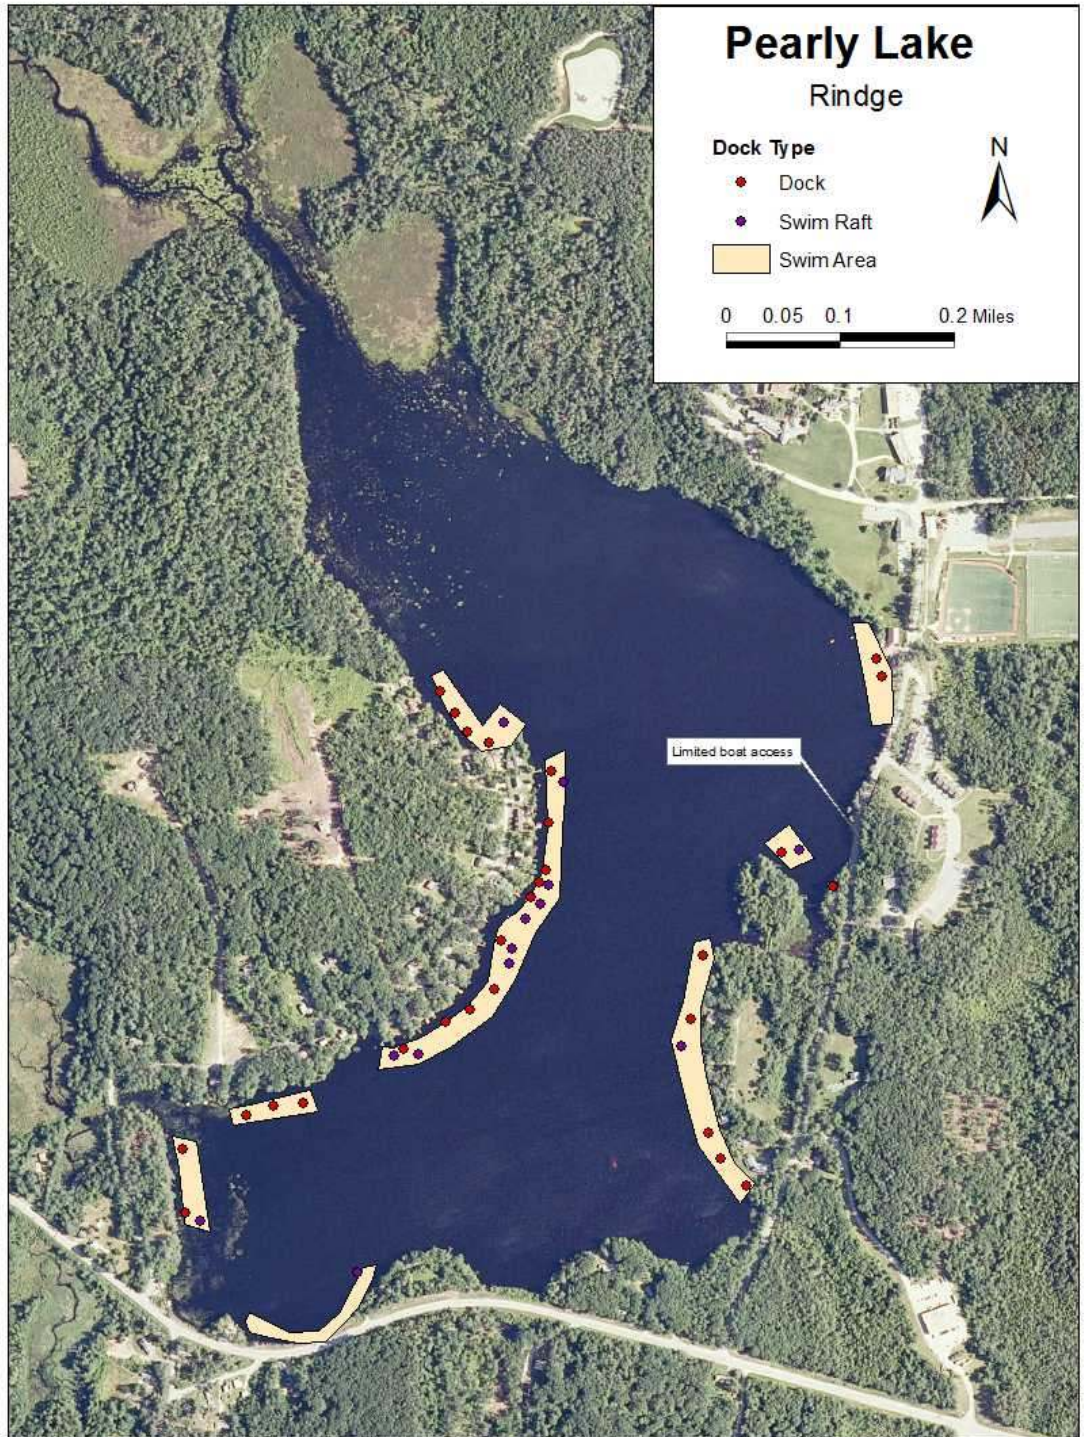 Pearly Lake
Rindge
Dock Type
N
Dock
Swim Raft
Swim Area
0 0.05 0.1 0.2 Miles
Limited boat access